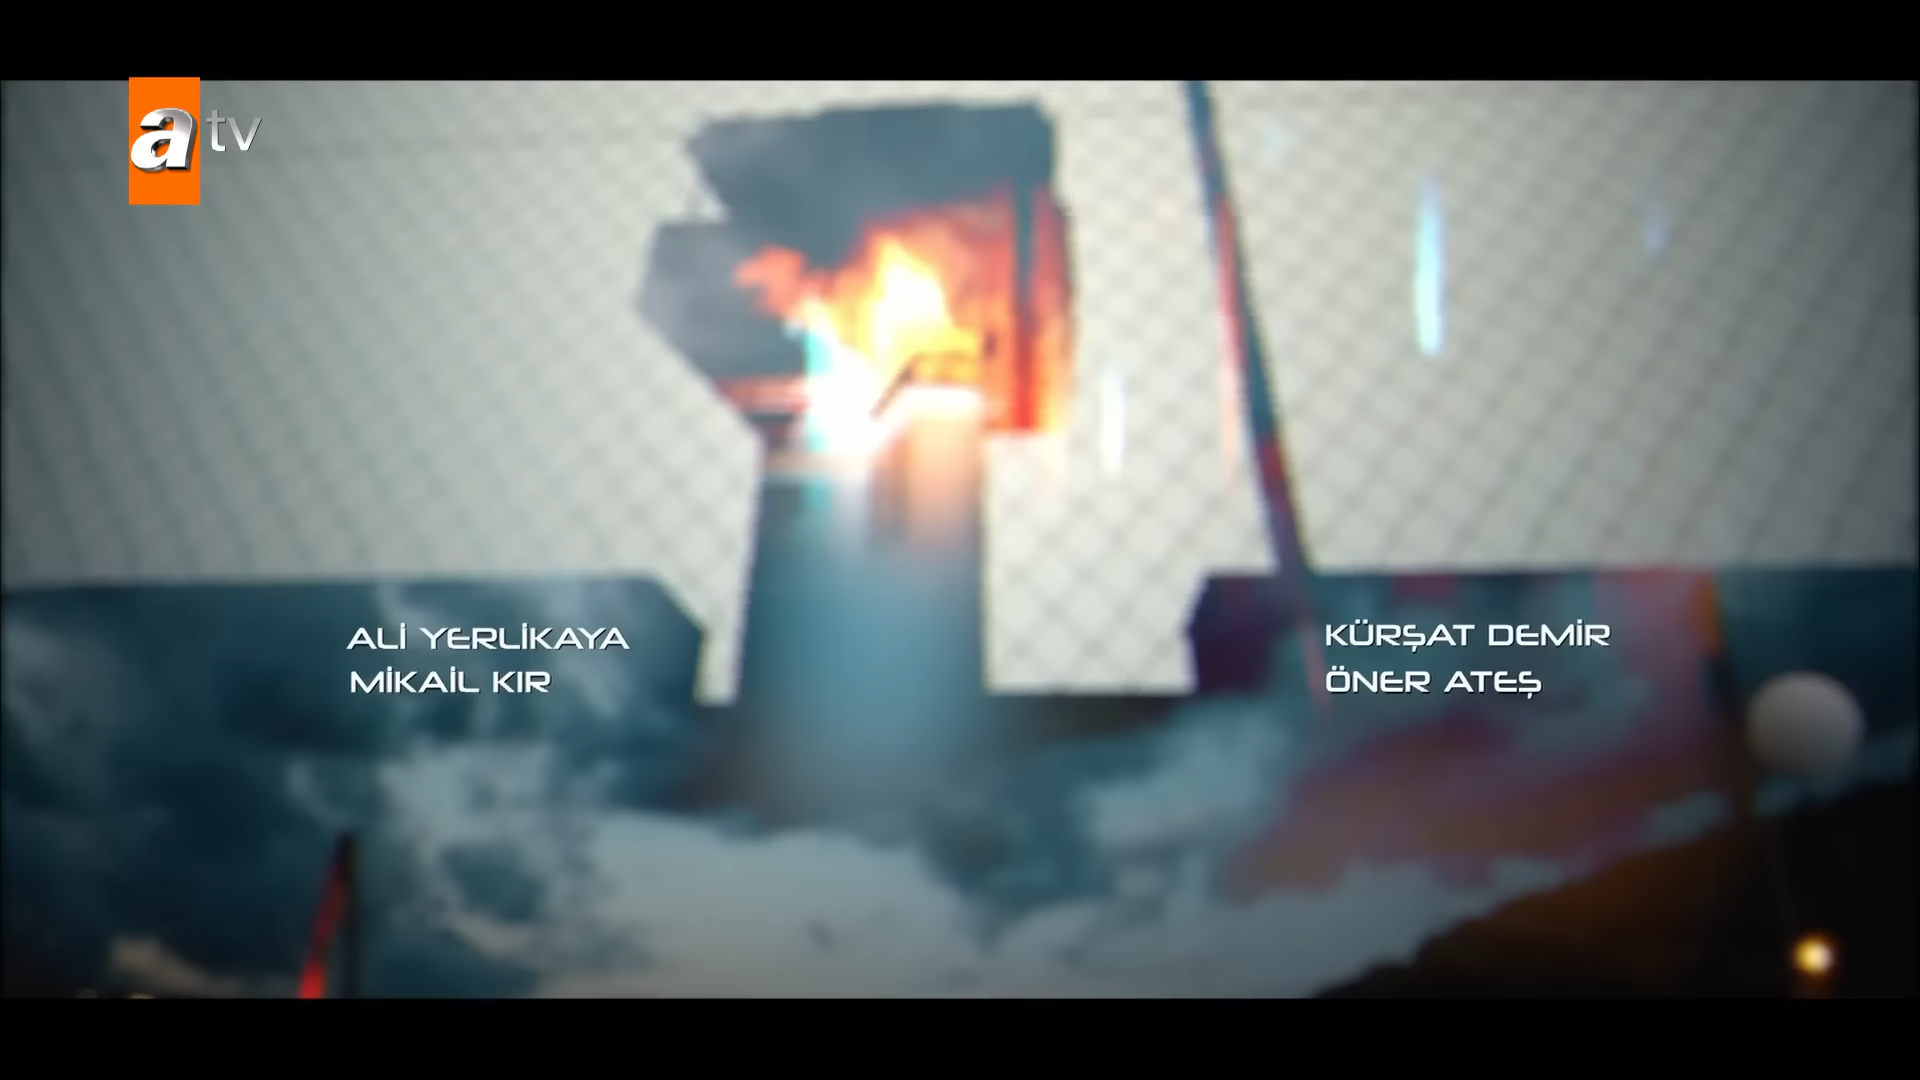 atv
ALİ YERLİKAYA
MİKAİL KIR
KÜRŞAT DEMİR
ÖNER ATEŞ